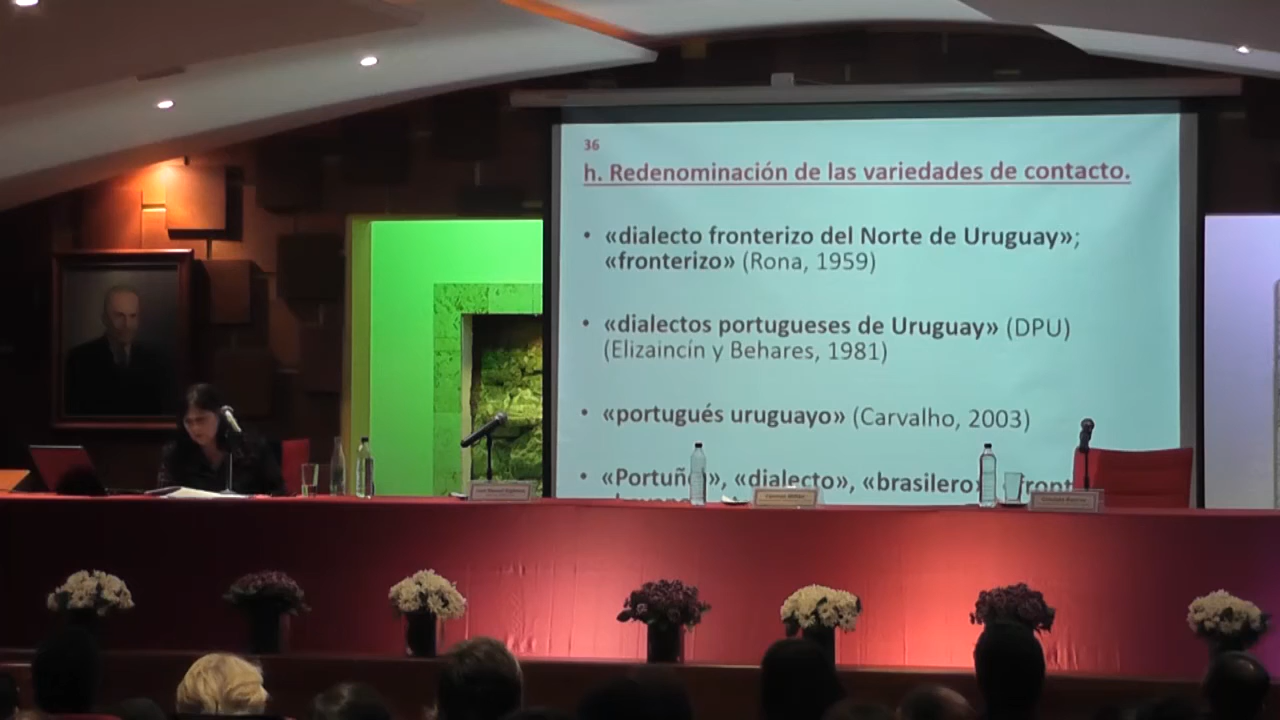 36
h. Redenominación de las variedades de contacto.
• «dialecto fronterizo del Norte de Uruguay»;
«fronterizo» (Rona, 1959)
• «dialectos portugueses de Uruguay» (DPU)
(Elizaincín y Behares, 1981)
• «portugués uruguayo» (Carvalho, 2003)
• «dialecto», «brasilero»